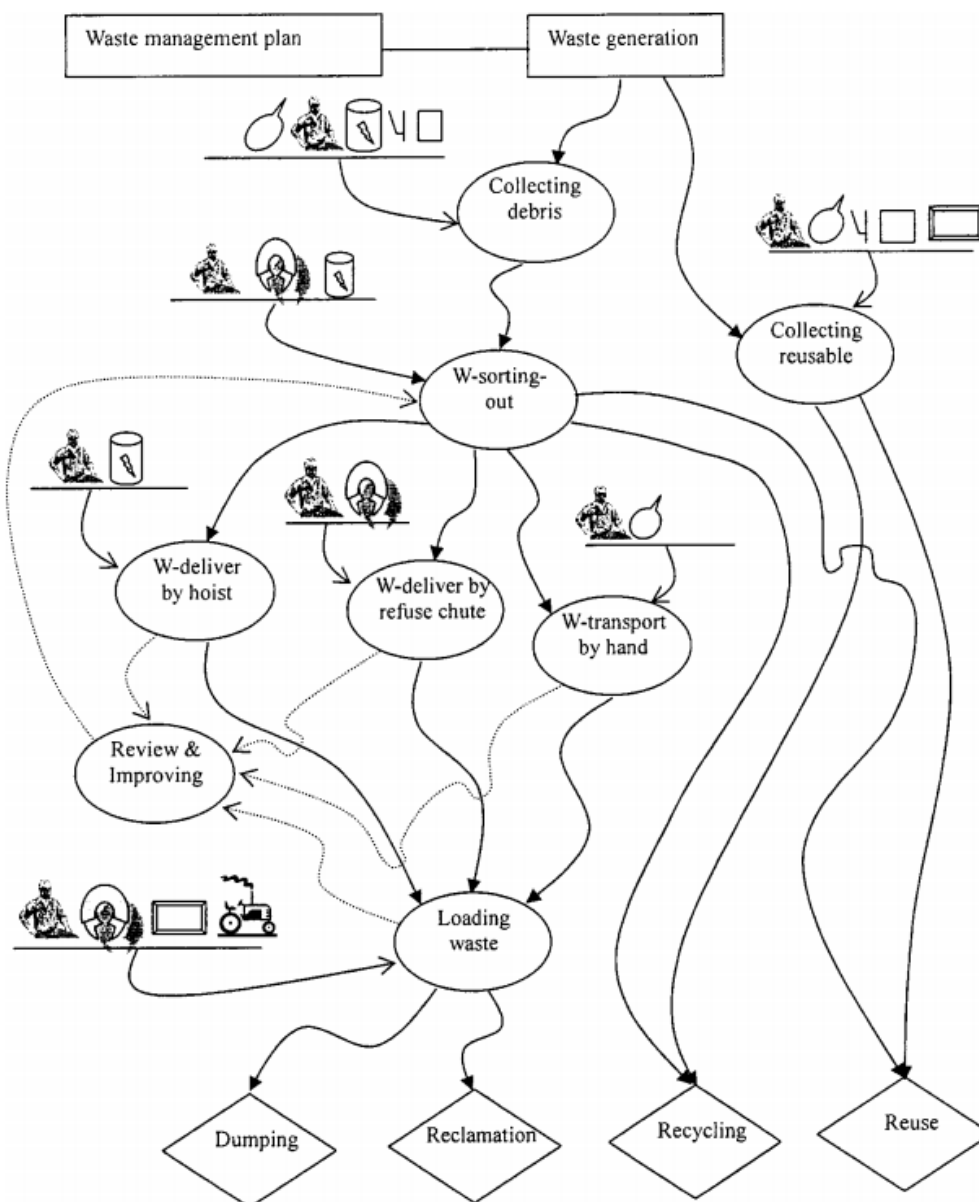 Waste management plan
Waste generation
Collecting
debris
Collecting
reusable
W-sorting-
out
W-deliver
by hoist
W-deliver by
refuse chute
W-transport
by hand
Review &
Improving
Loading
waste
Dumping
Reclamation
Recycling
Reuse